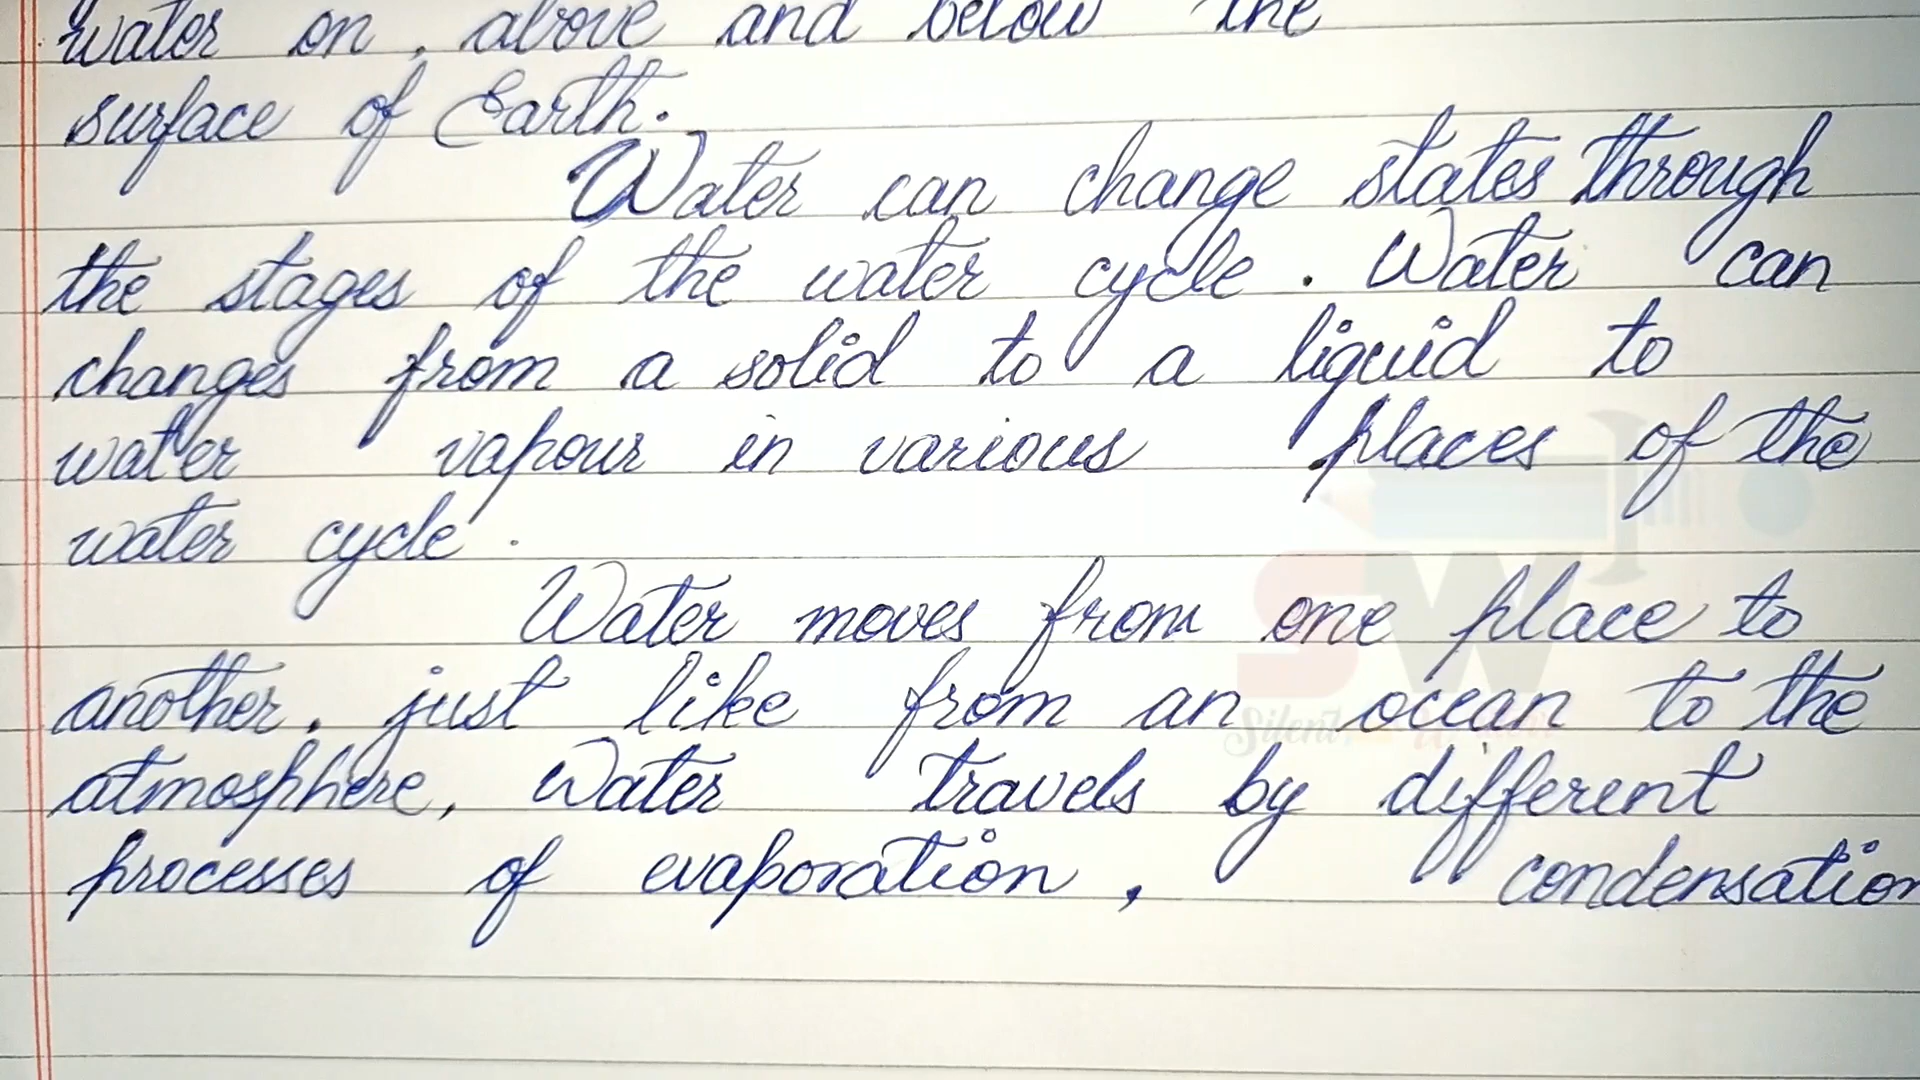 water on, above and below the
surface of Earth.
Water can change states through
the stages of the water cycle. Water can
changes from a solid to a liquid to
water vapour in various places of the
water cycle.
Water moves from one place to
another. just like from an ocean to the
atmosphere, Water travels by different
processes of evaporation, condensation
SW
Silent